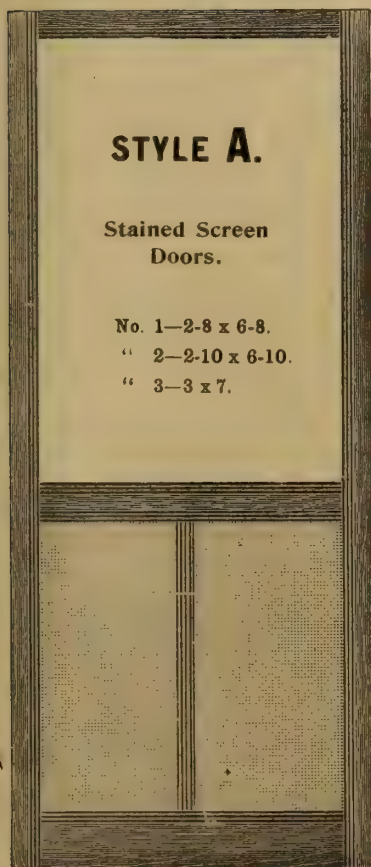 STYLE A.
Stained Screen
Doors.
No. 1—2-8 x 6-8.
“ 2—2-10 x 6-10.
“ 3—3 x 7.